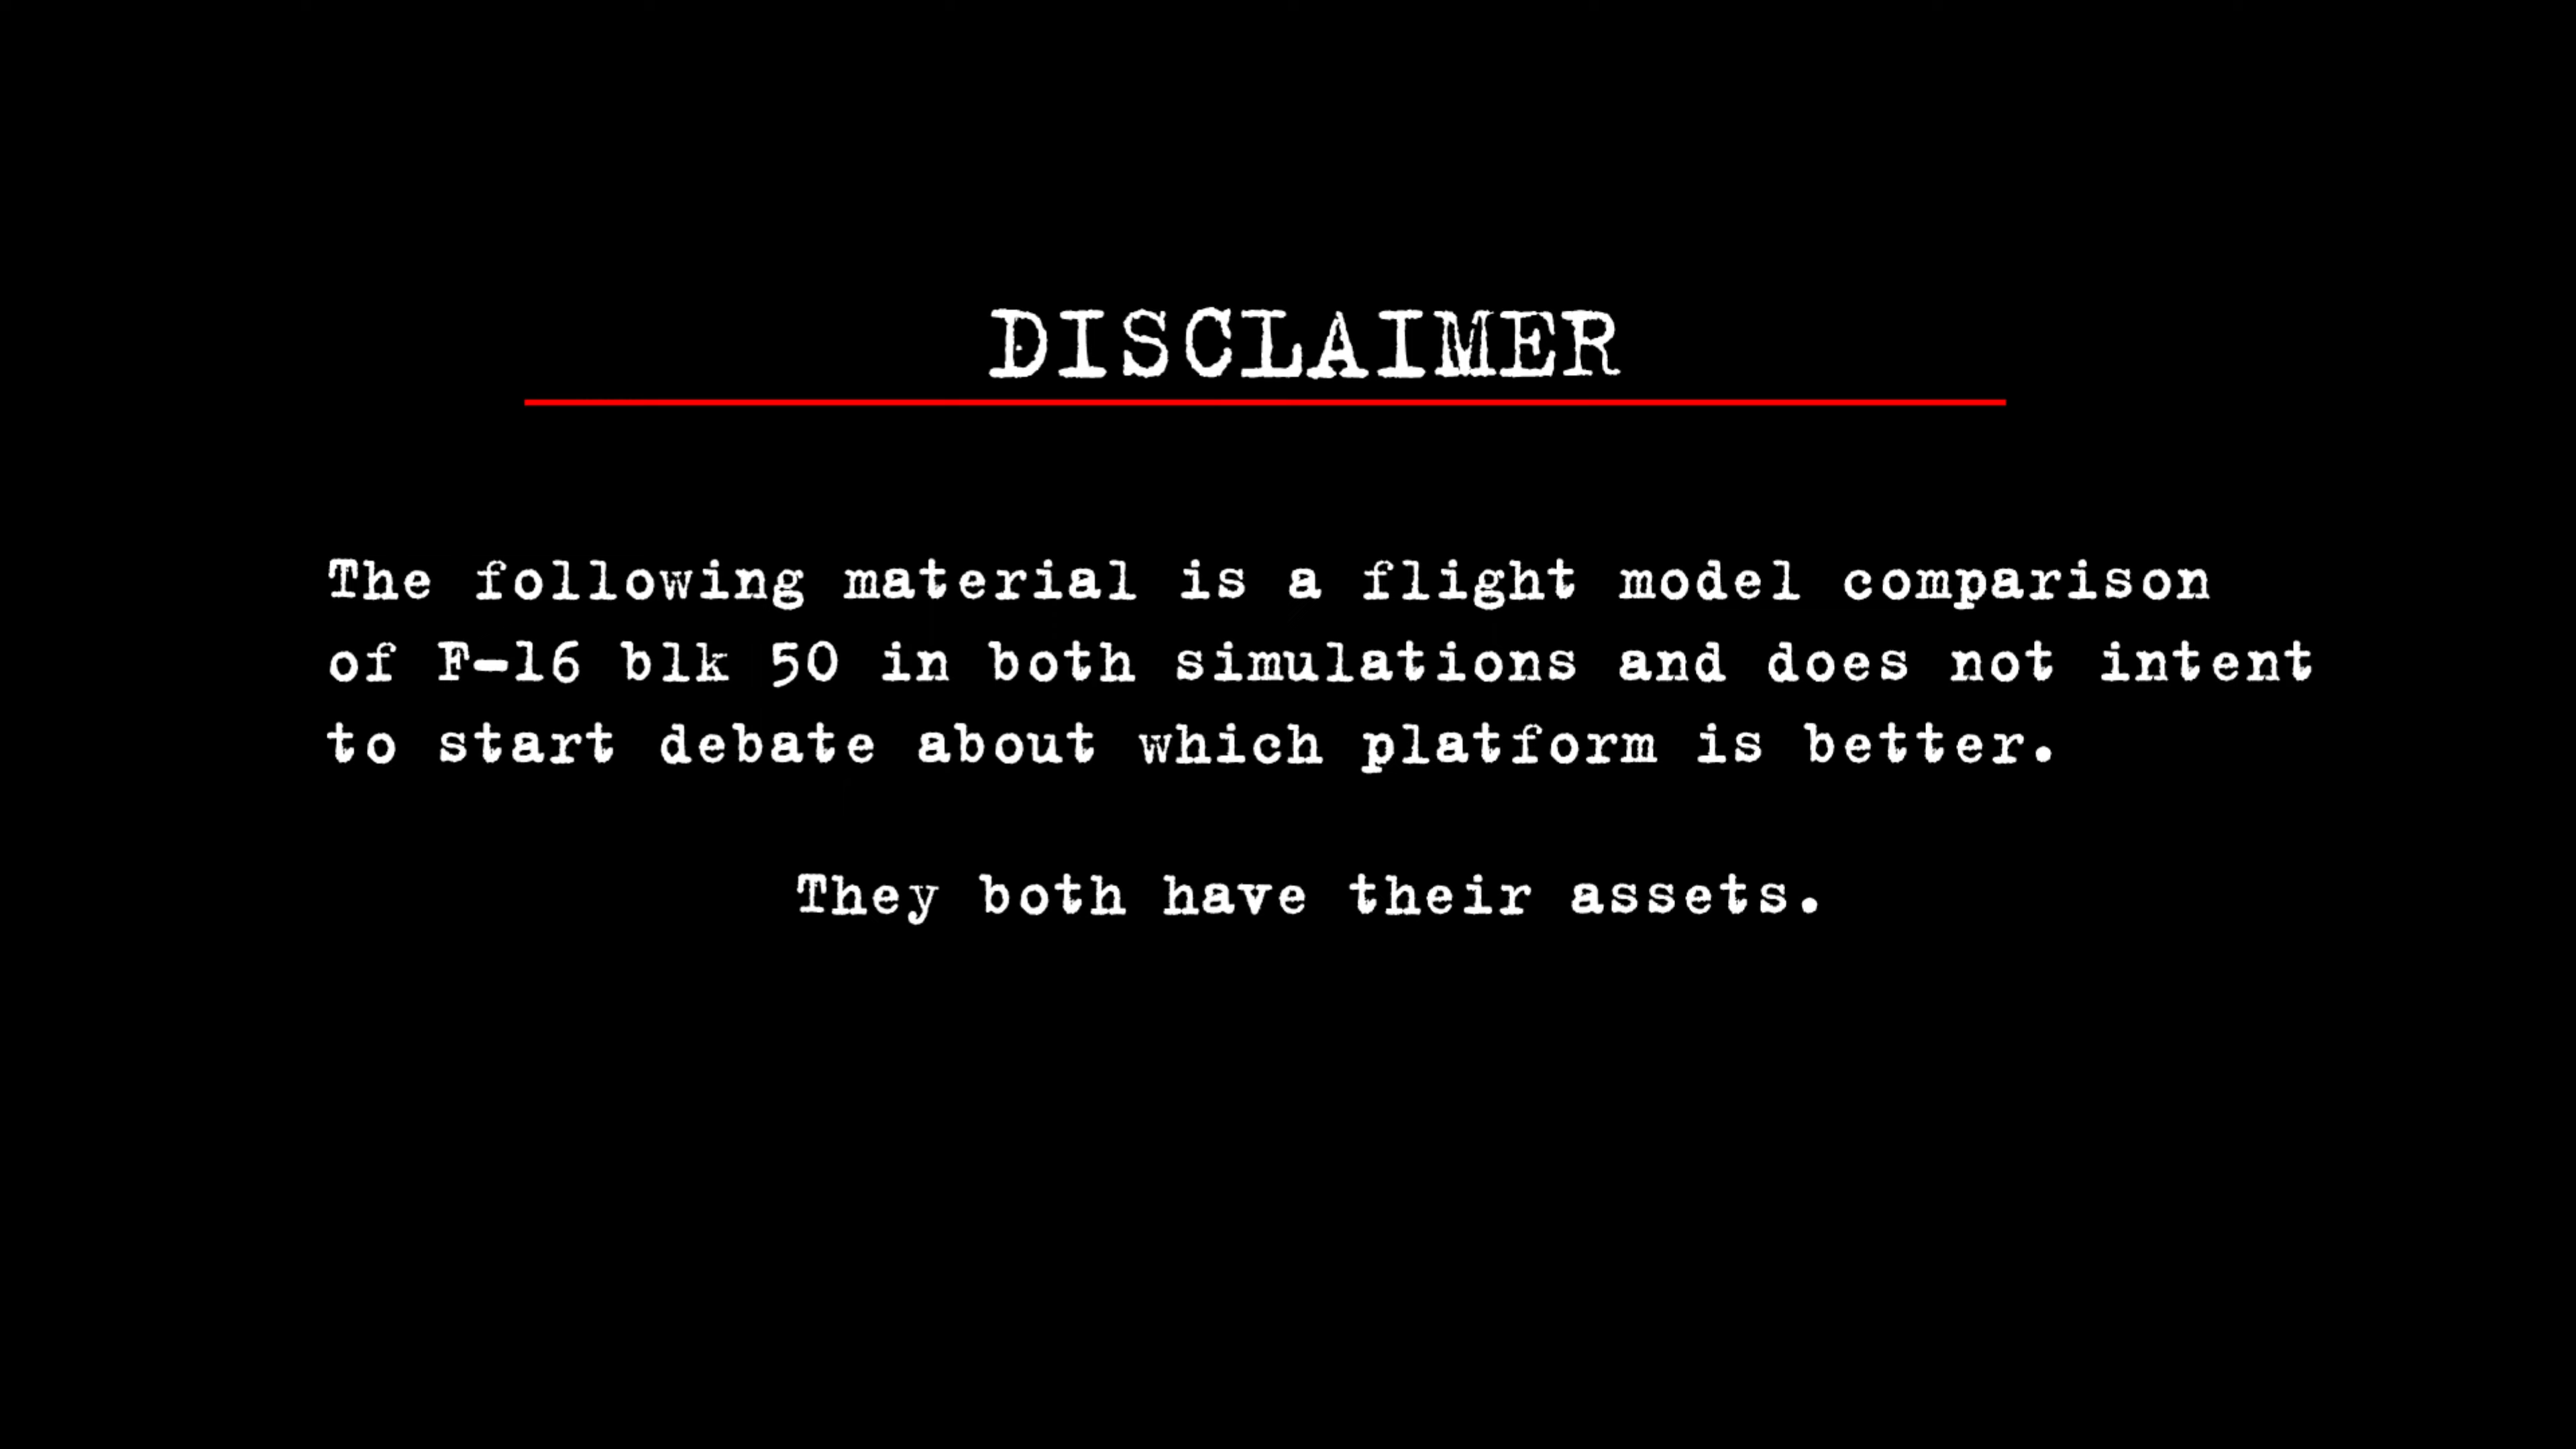 DISCLAIMER
The following material is a flight model comparison
of F-16 blk 50 in both simulations and does not intent
to start debate about which platform is better.
They both have their assets.